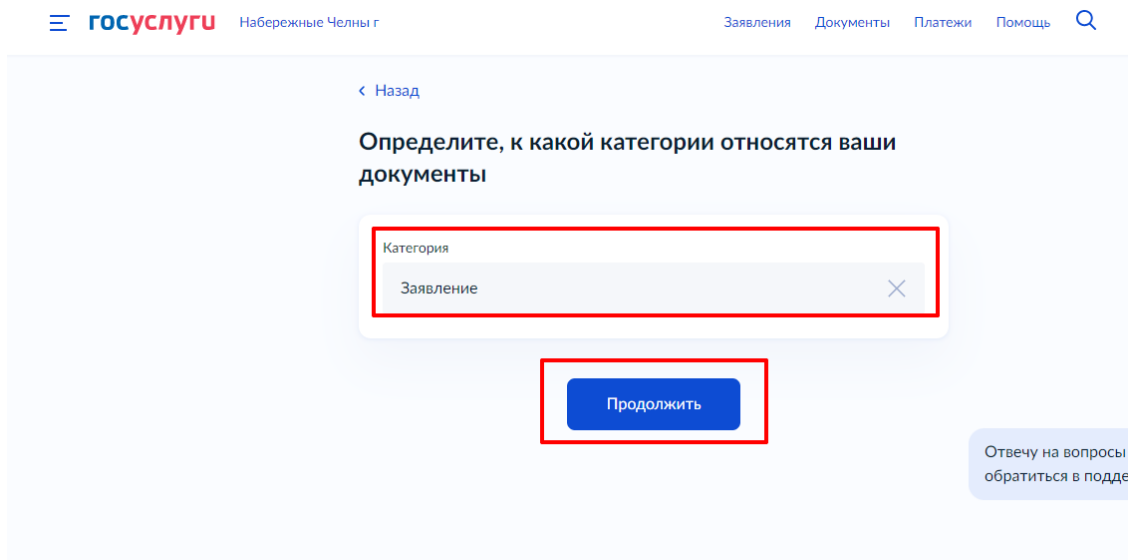 госуслуги Набережные Челны г Заявления Документы Платежи Помощь
Назад
Определите, к какой категории относятся ваши
документы
Категория
Заявление
Продолжить
Отвечу на вопросы
обратиться в подде